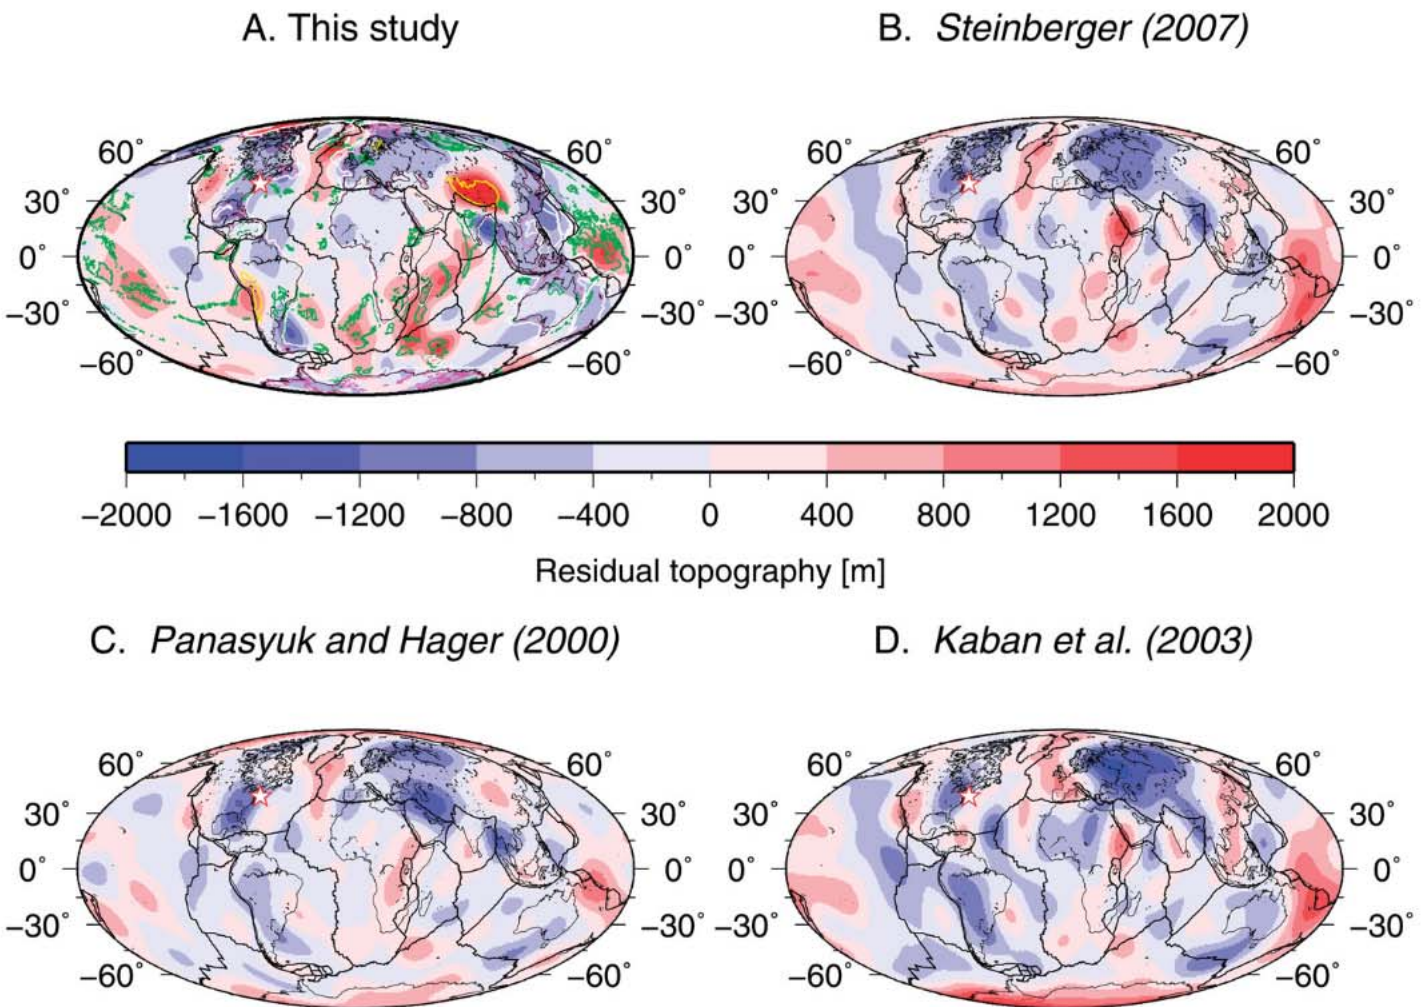 A. This study
B. Steinberger (2007)
60° 60° 60° 60°
30° 30° 30° 30°
0° 0° 0° 0°
−30° −30° −30° −30°
−60° −60° −60° −60°
−2000 −1600 −1200 −800 −400 0 400 800 1200 1600 2000
Residual topography [m]
C. Panasyuk and Hager (2000)
D. Kaban et al. (2003)
60° 60° 60° 60°
30° 30° 30° 30°
0° 0° 0° 0°
−30° −30° −30° −30°
−60° −60° −60° −60°